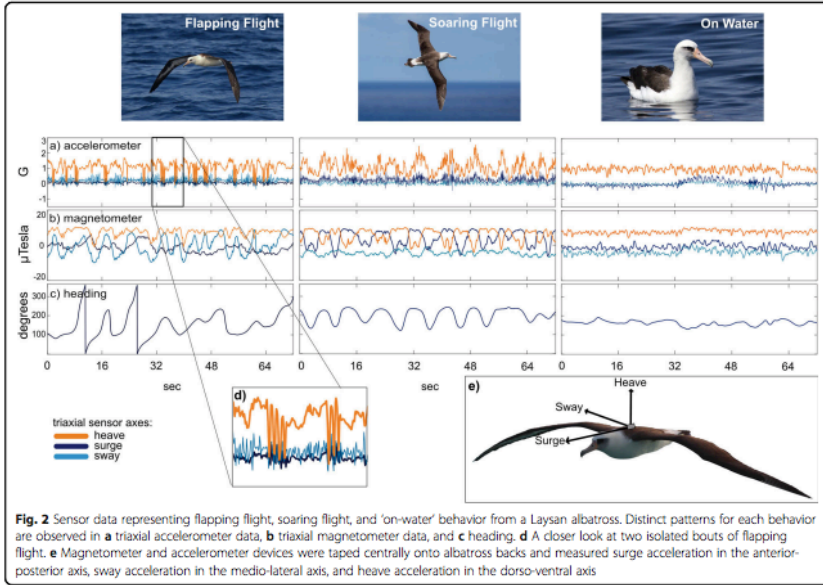 Flapping Flight
Soaring Flight
On Water
a) accelerometer
3
2
1
0
-1
G
b) magnetometer
20
0
20
µTesla
c) heading
300
200
100
degrees
0 16 32 48 64
0 16 32 48 64
0 16 32 48 64
sec
sec
sec
d)
triaxial sensor axes:
heave
surge
sway
e)
Heave
Sway
Surge
Fig. 2 Sensor data representing flapping flight, soaring flight, and 'on-water' behavior from a Laysan albatross. Distinct patterns for each behavior
are observed in a triaxial accelerometer data, b triaxial magnetometer data, and c heading. d A closer look at two isolated bouts of flapping
flight. e Magnetometer and accelerometer devices were taped centrally onto albatross backs and measured surge acceleration in the anterior-
posterior axis, sway acceleration in the medio-lateral axis, and heave acceleration in the dorso-ventral axis